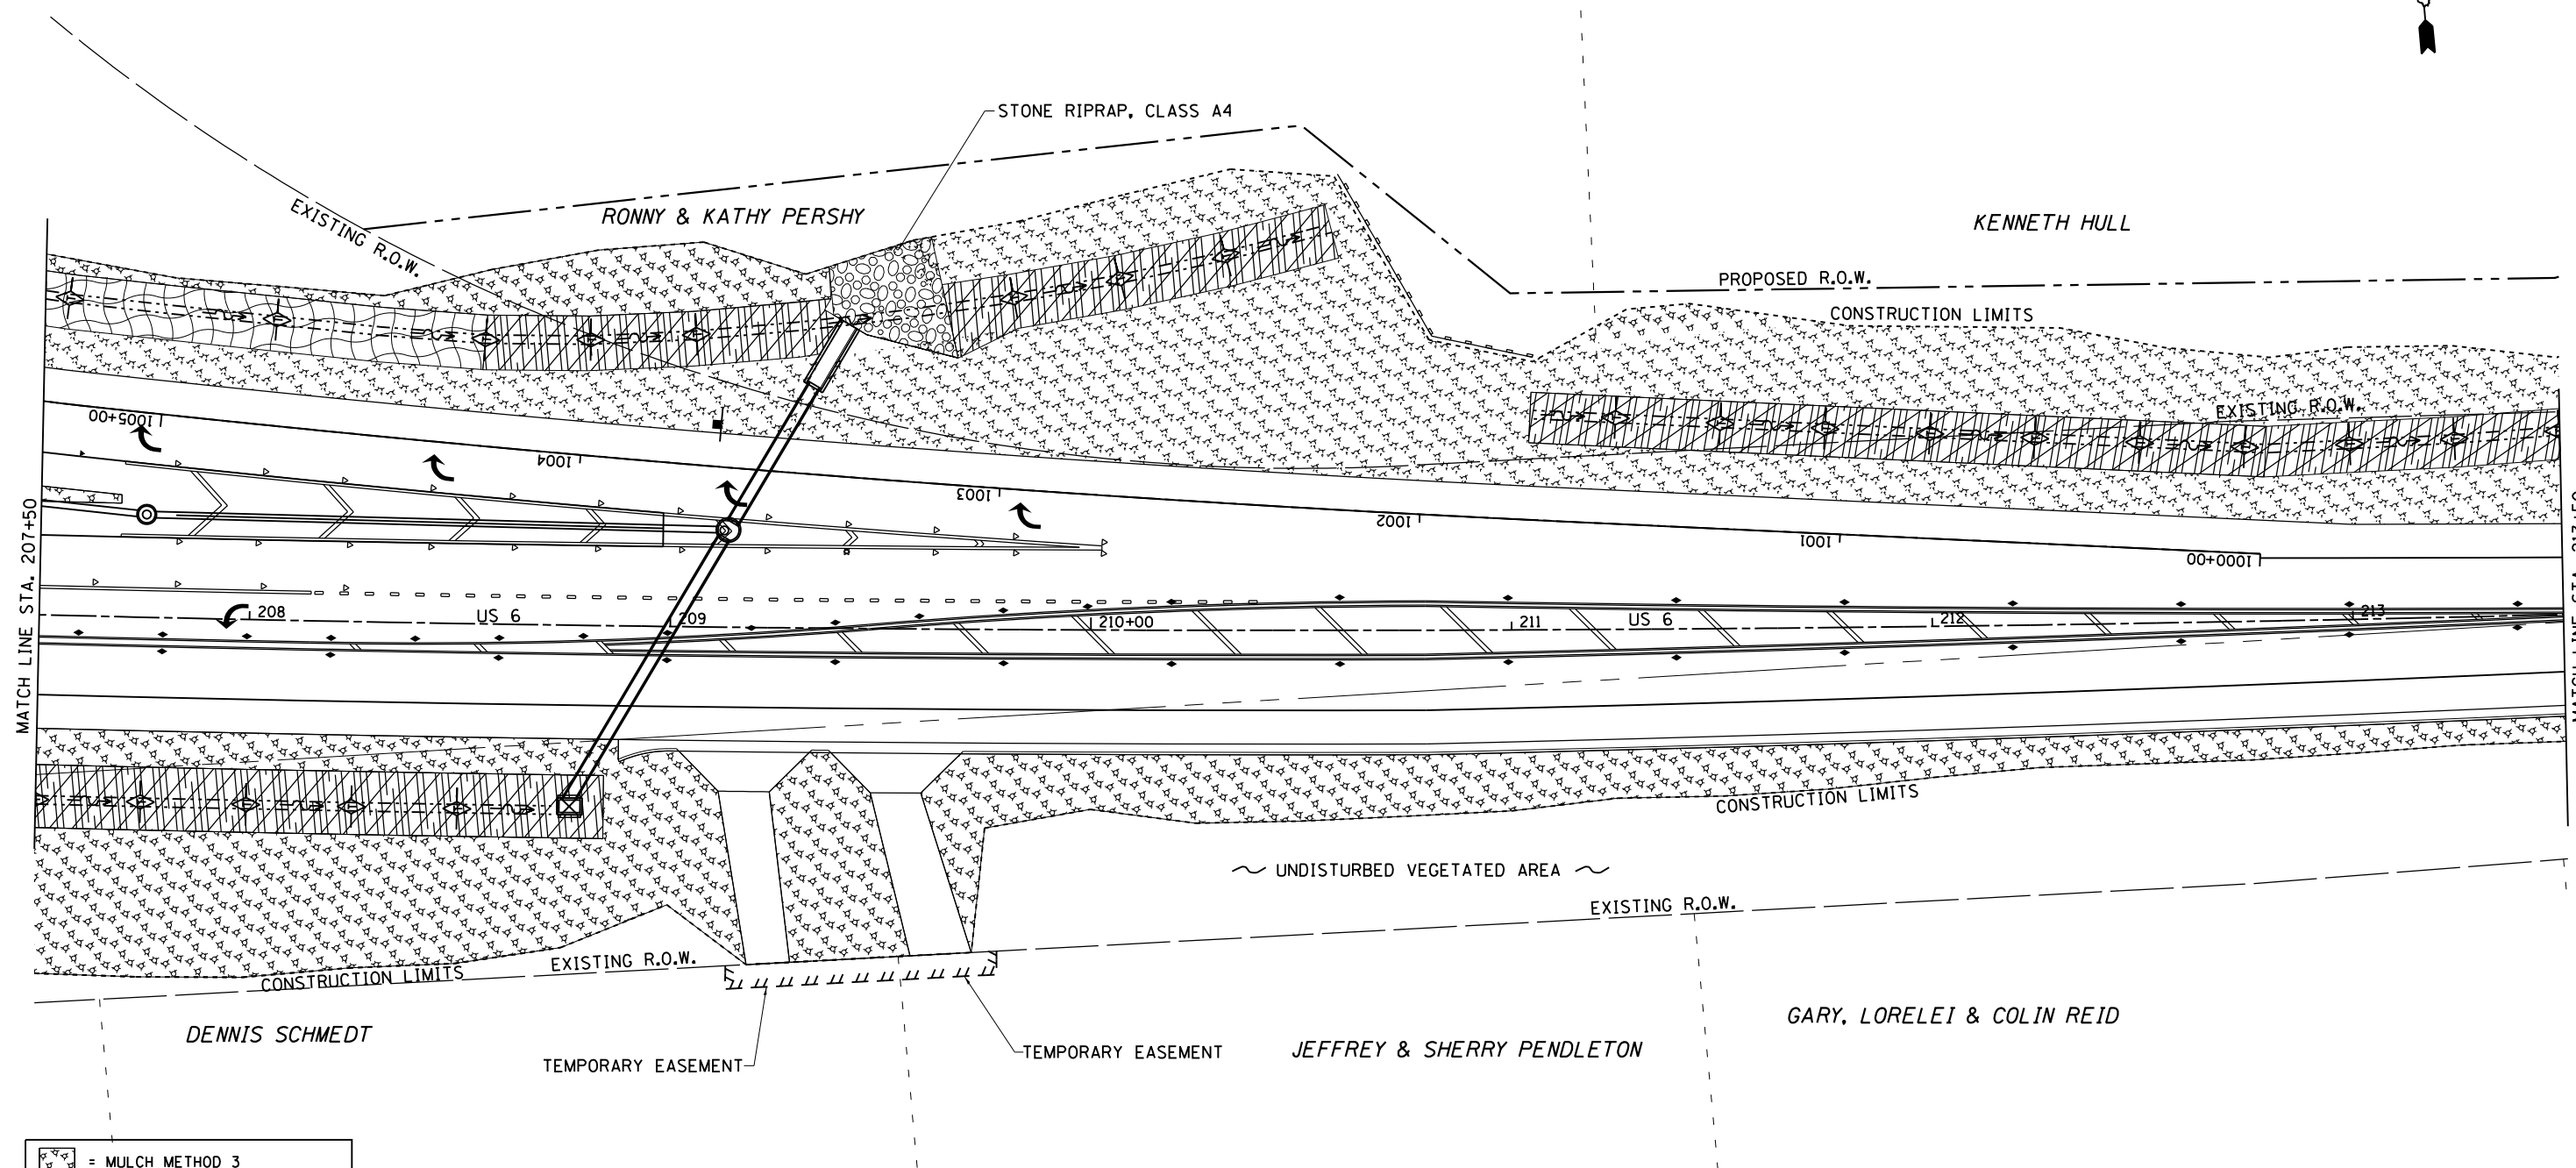 STONE RIPRAP, CLASS A4
EXISTING R.O.W.
RONNY & KATHY PERSHY
KENNETH HULL
PROPOSED R.O.W.
CONSTRUCTION LIMITS
EXISTING R.O.W.
1005+00
1004
1003
1002
1001
1000+00
MATCH LINE STA. 207+50
208
US 6
209
210+00
211
US 6
212
213
MATCH LINE STA.
CONSTRUCTION LIMITS
UNDISTURBED VEGETATED AREA
EXISTING R.O.W.
EXISTING R.O.W.
CONSTRUCTION LIMITS
DENNIS SCHMEDT
GARY, LORELEI & COLIN REID
TEMPORARY EASEMENT
TEMPORARY EASEMENT
JEFFREY & SHERRY PENDLETON
= MULCH METHOD 3